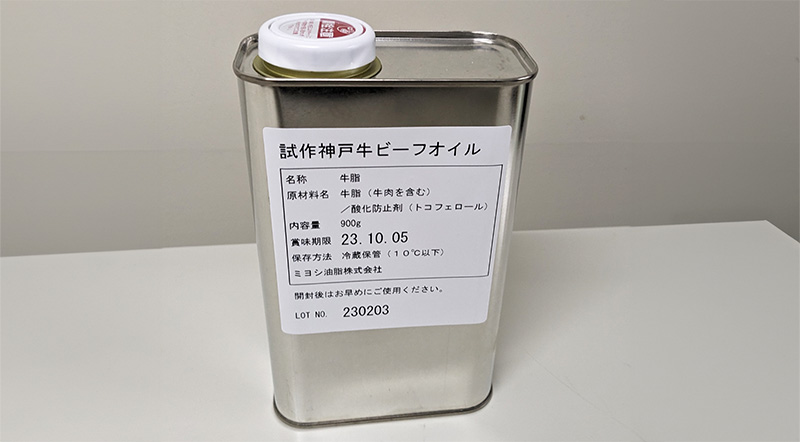 試作神戸牛ビーフオイル
名称 牛脂
原材料名 牛脂（牛肉を含む）
／酸化防止剤（トコフェロール）
内容量 900g
賞味期限 23.10.05
保存方法 冷蔵保管（１０℃以下）
ミヨシ油脂株式会社
開封後はお早めにご使用ください。
LOT NO. 230203